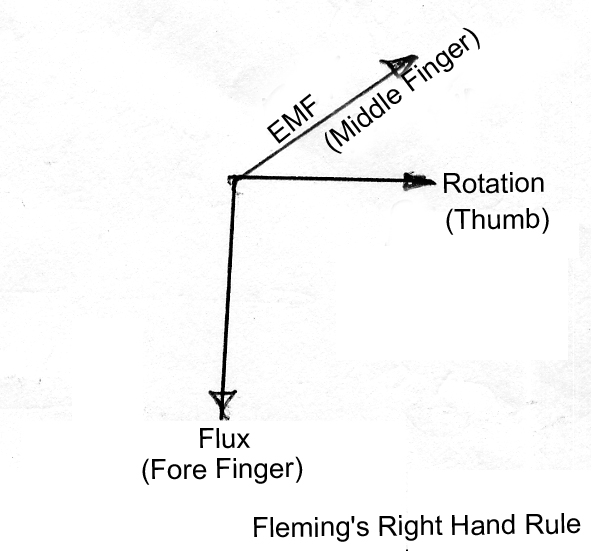 EMF
(Middle Finger)
Rotation
(Thumb)
Flux
(Fore Finger)
Fleming's Right Hand Rule